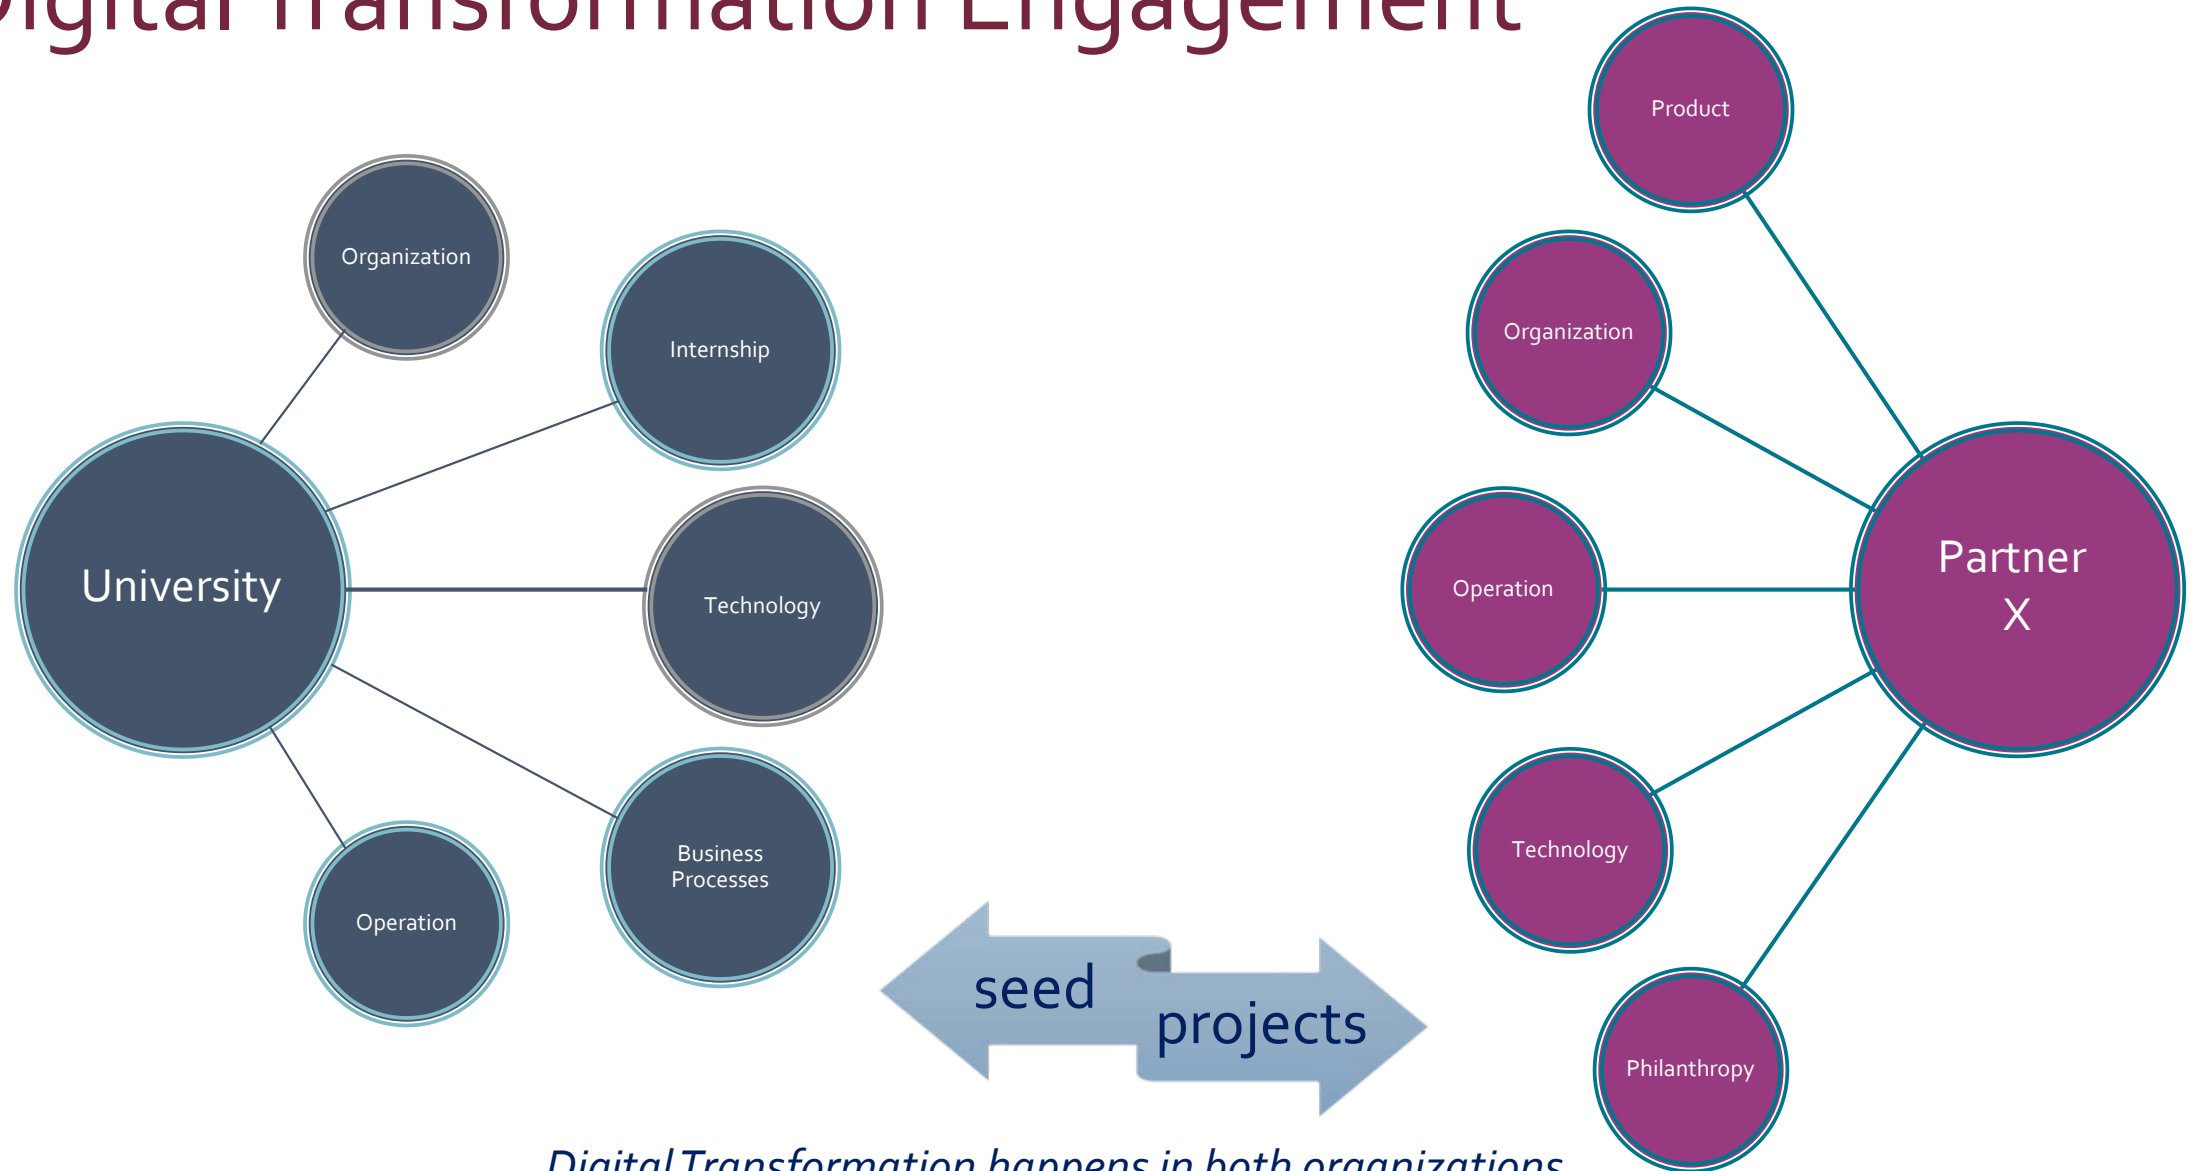 Digital Transformation Engagement
Product
Organization
Internship
Organization
University
Technology
Operation
Partner
X
Business
Processes
Technology
Operation
seed
projects
Philanthropy
Digital Transformation happens in both organizations